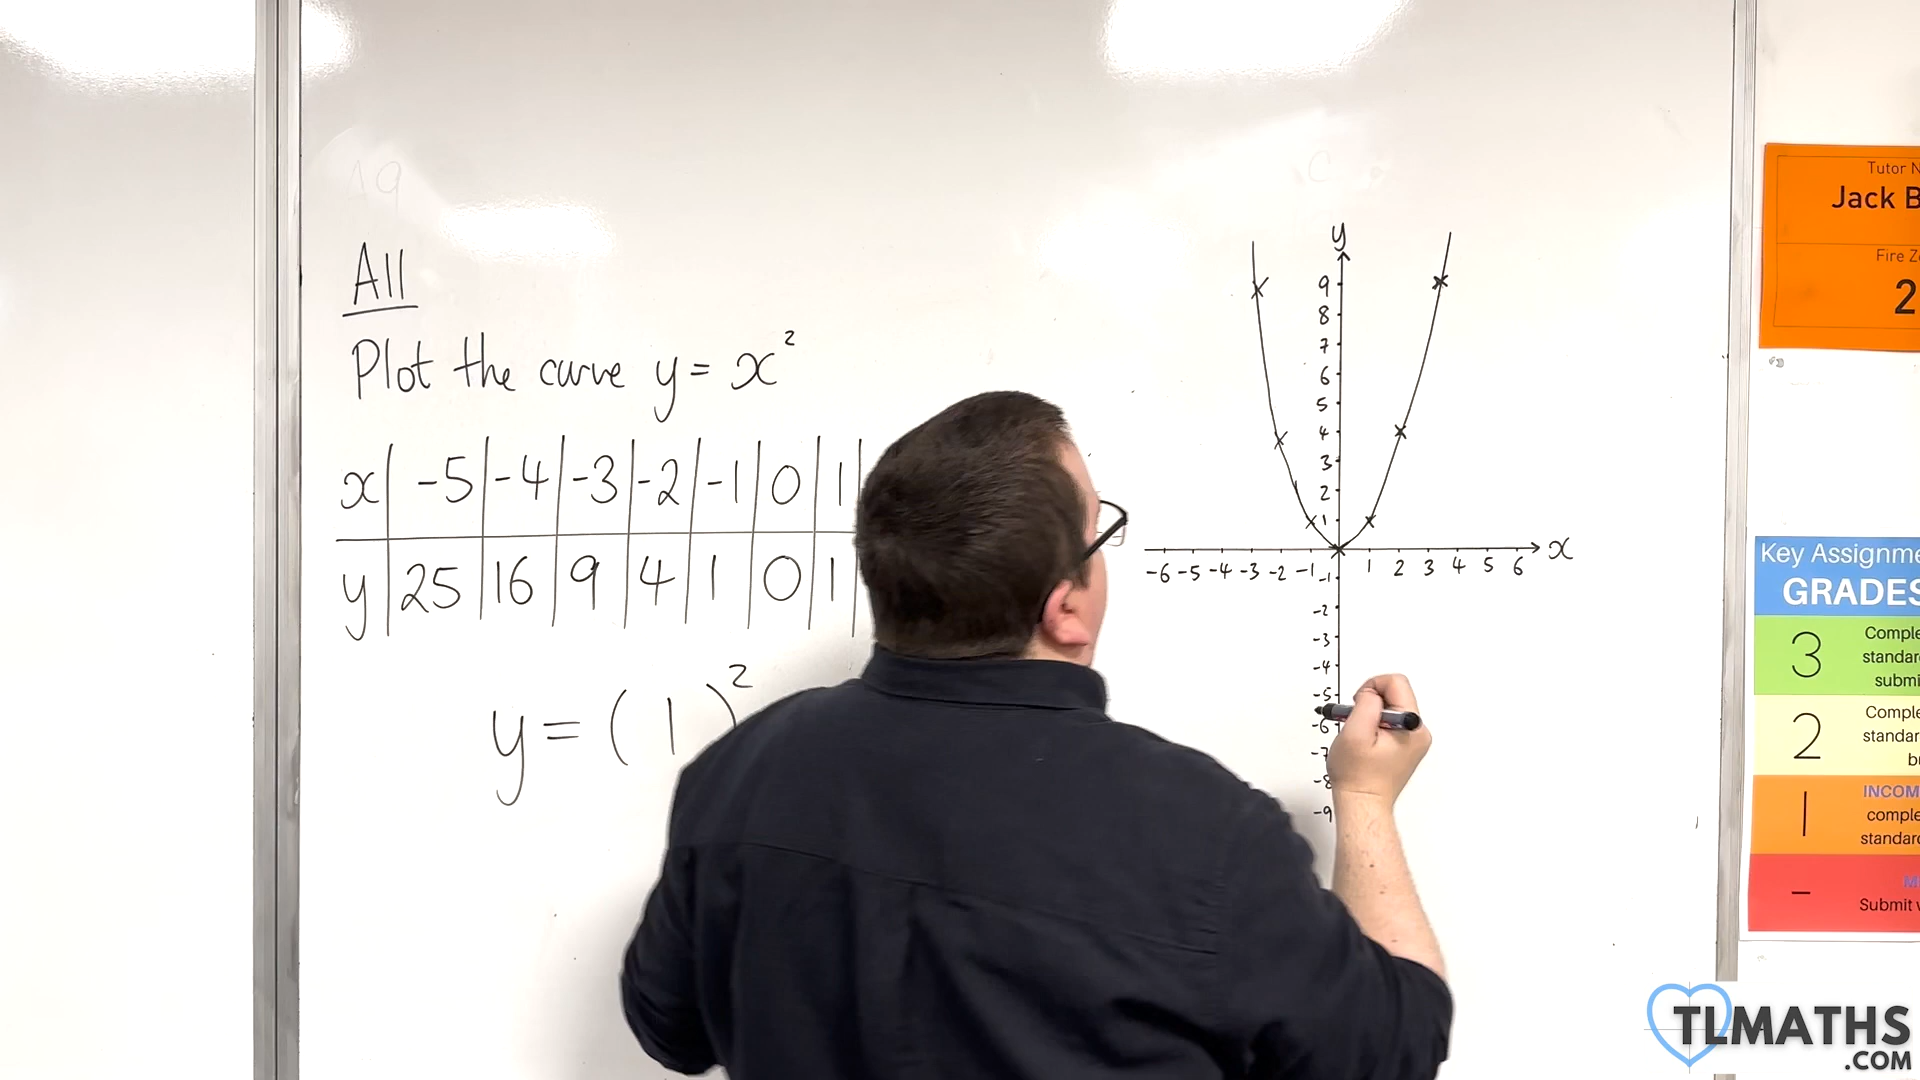 All
Plot the curve y = x²
x -5 -4 -3 -2 -1 0 1
y 25 16 9 4 1 0 1
y = ( 1 )²
y
9
8
7
6
5
4
3
2
1
-6 -5 -4 -3 -2 -1 1 2 3 4 5 6 x
-1
-2
-3
-4
-5
-6
-7
-8
-9
Tutor N
Jack B
Fire Z
2
Key Assignme
GRADES
3 Comple
standar
submi
2 Comple
standar
bu
1 INCOM
comple
standar
- M
Submit w
TLMATHS
.COM